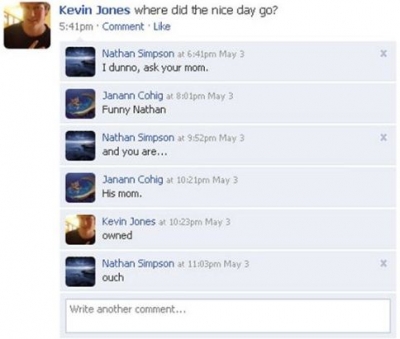 Kevin Jones where did the nice day go?
5:41pm · Comment · Like
Nathan Simpson at 6:41pm May 3 x
I dunno, ask your mom.
Janann Cohig at 8:01pm May 3
Funny Nathan
Nathan Simpson at 9:52pm May 3 x
and you are...
Janann Cohig at 10:21pm May 3
His mom.
Kevin Jones at 10:23pm May 3
owned
Nathan Simpson at 11:03pm May 3 x
ouch
Write another comment...